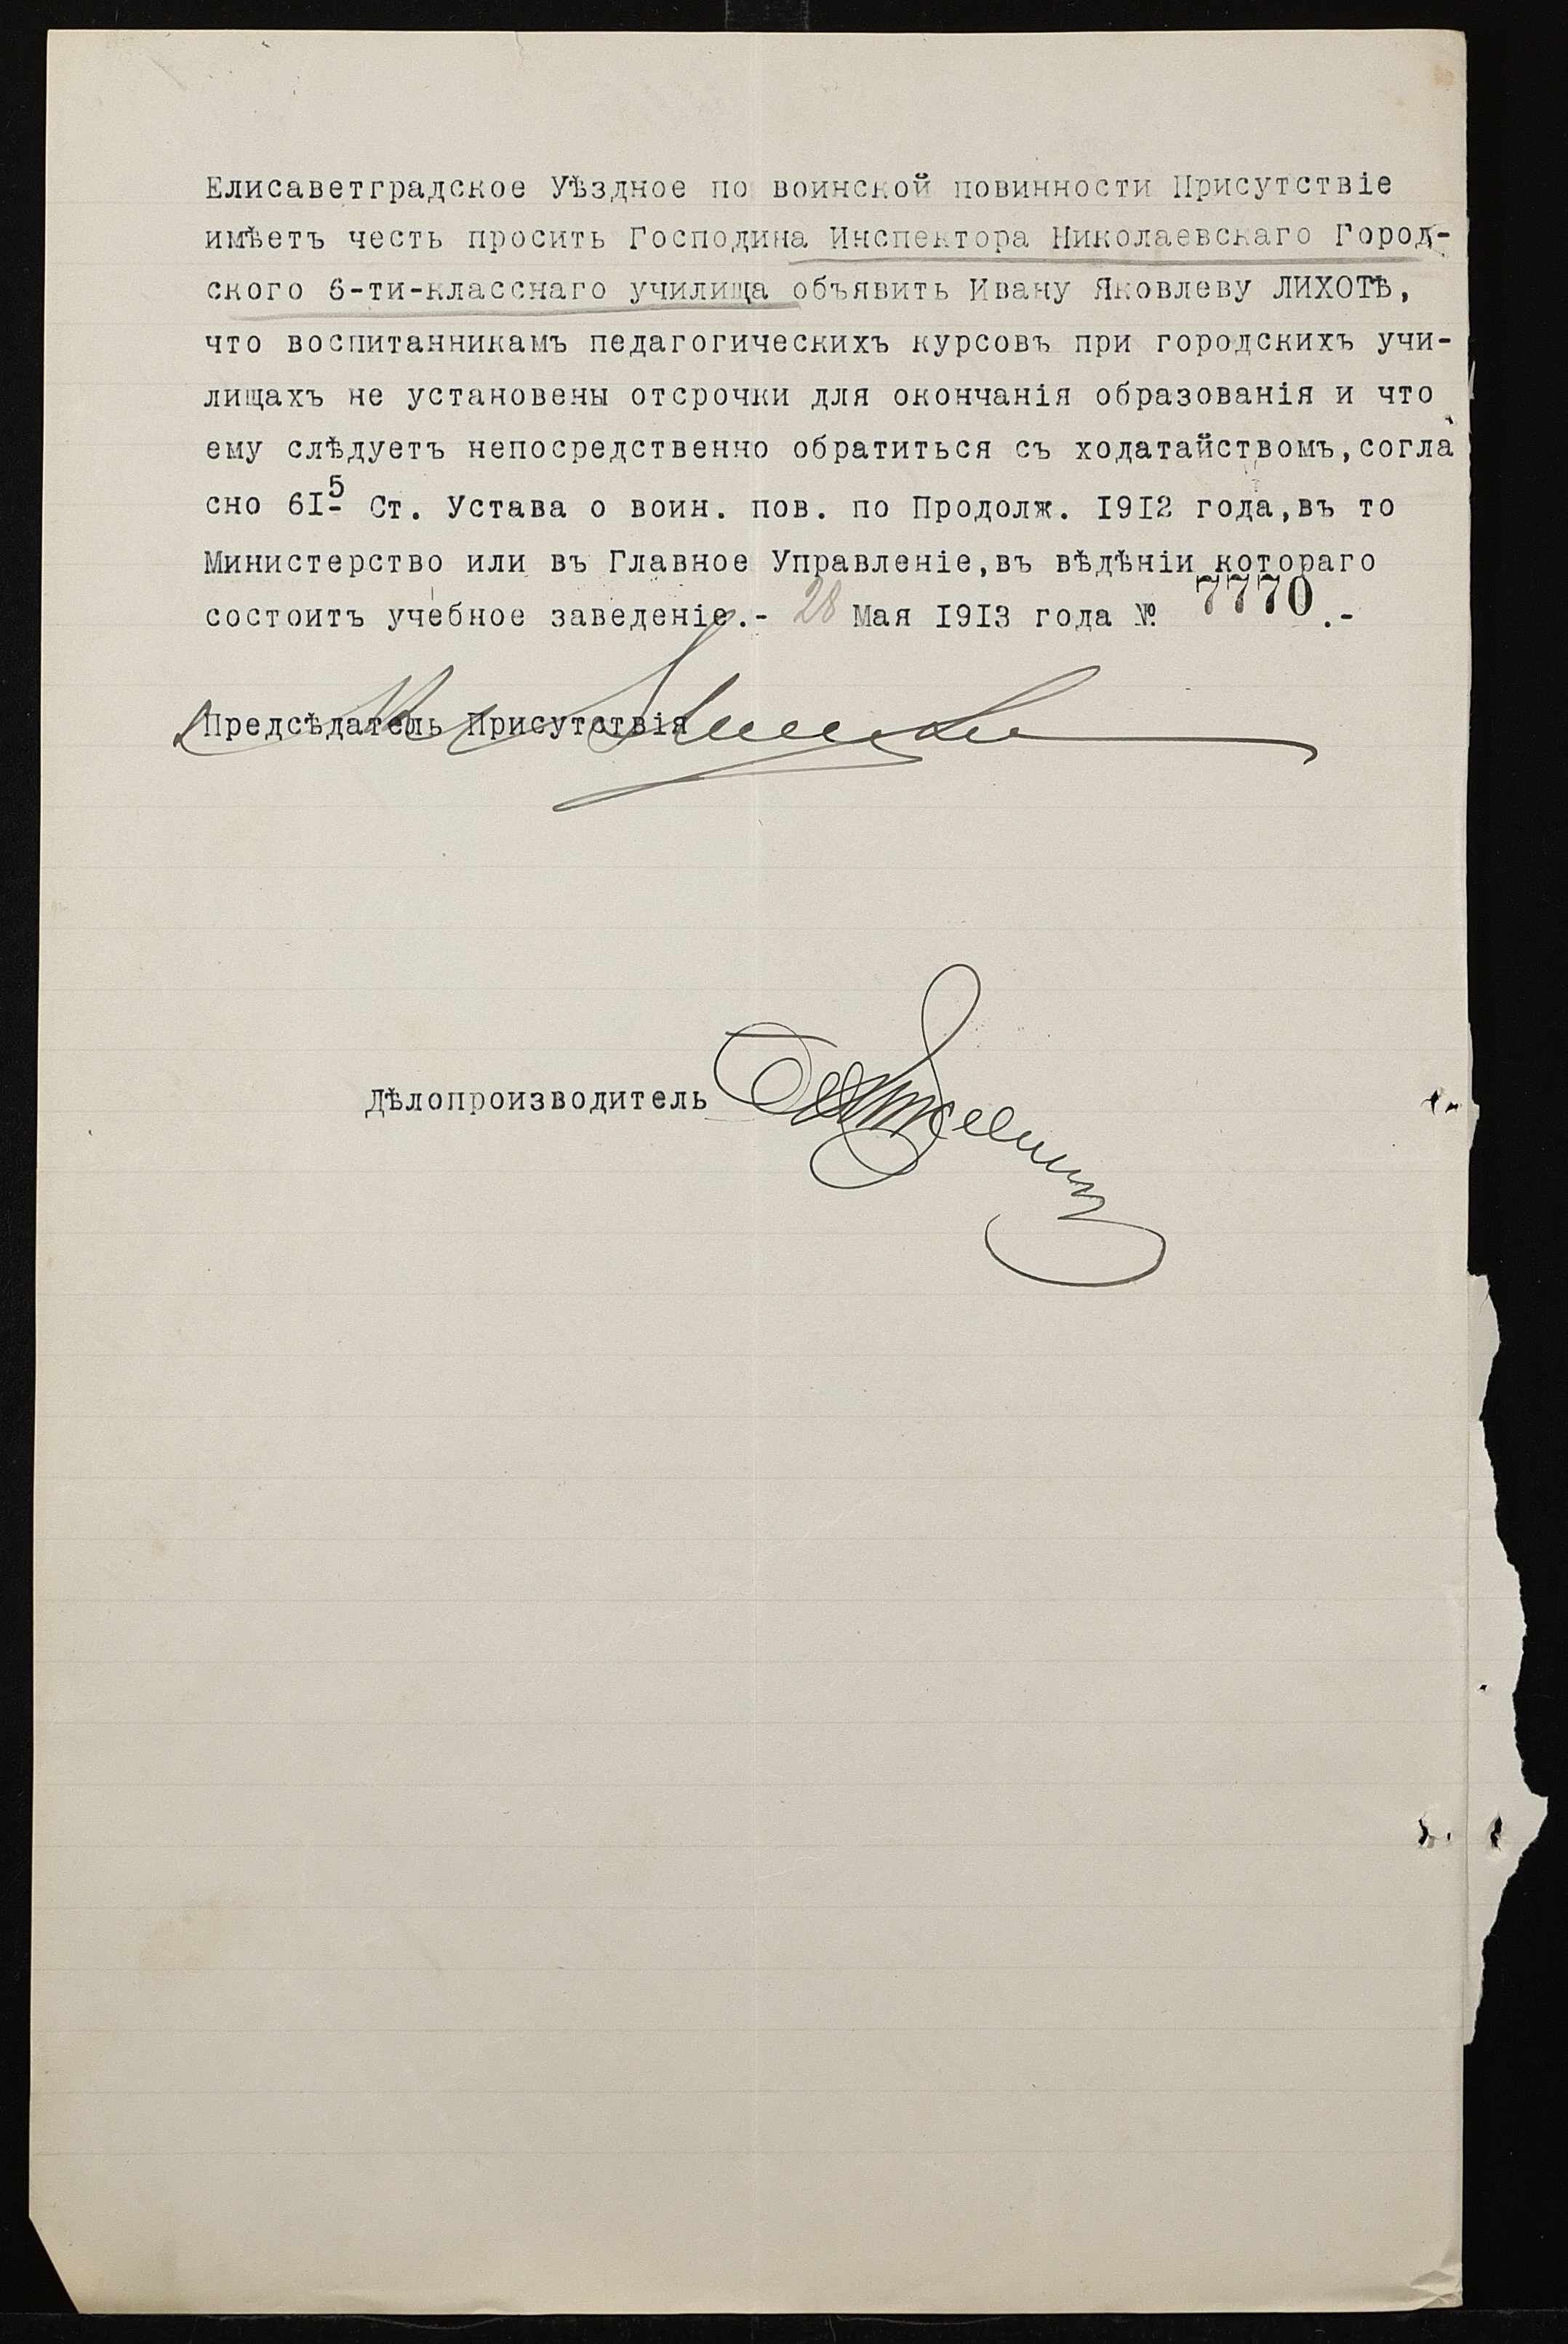 Елисаветградское Уѣздное по воинской повинности Присутствіе
имѣетъ честь просить Господина Инспектора Николаевскаго Город-
ского 6-ти-класснаго училища объявить Ивану Яковлеву ЛИХОТѢ,
что воспитанникамъ педагогическихъ курсовъ при городскихъ учи-
лищахъ не установены отсрочки для окончанія образованія и что
ему слѣдуетъ непосредственно обратиться съ ходатайствомъ,согла
сно 6I⁵ Ст. Устава о воин. пов. по Продолж. I9I2 года,въ то
Министерство или въ Главное Управленіе,въ вѣдѣніи котораго
состоитъ учебное заведеніе.- 28 Мая I9I3 года № 7770.-
Предсѣдатель Присутствія
Дѣлопроизводитель